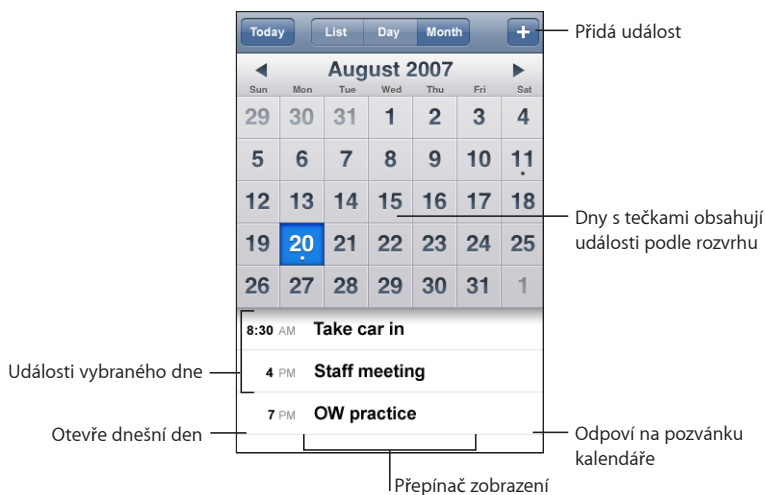 Today List Day Month +
Přidá událost
August 2007
Sun Mon Tue Wed Thu Fri Sat
29 30 31 1 2 3 4
5 6 7 8 9 10 11
12 13 14 15 16 17 18
Dny s tečkami obsahují
události podle rozvrhu
19 20 21 22 23 24 25
26 27 28 29 30 31 1
8:30 AM Take car in
Události vybraného dne
4 PM Staff meeting
7 PM OW practice
Otevře dnešní den
Odpoví na pozvánku
kalendáře
Přepínač zobrazení